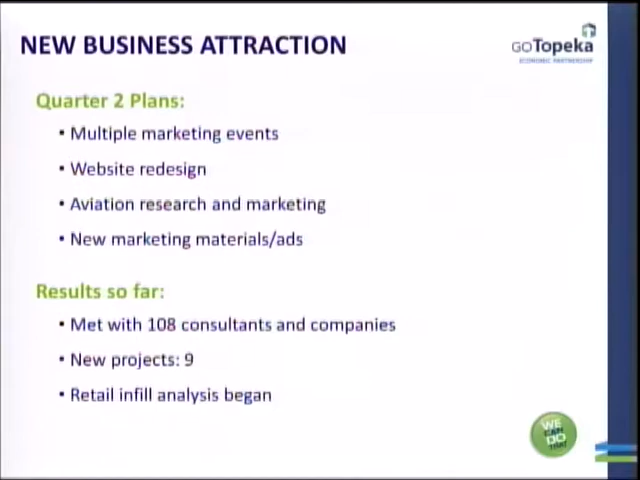 NEW BUSINESS ATTRACTION
GOTopeka
ECONOMIC PARTNERSHIP
Quarter 2 Plans:
• Multiple marketing events
• Website redesign
• Aviation research and marketing
• New marketing materials/ads
Results so far:
• Met with 108 consultants and companies
• New projects: 9
• Retail infill analysis began
WE
CAN
DO
THAT